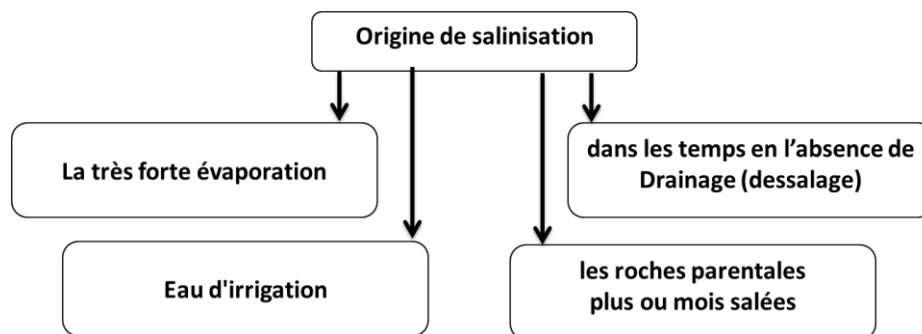 Origine de salinisation
La très forte évaporation
dans les temps en l’absence de
Drainage (dessalage)
Eau d'irrigation
les roches parentales
plus ou mois salées